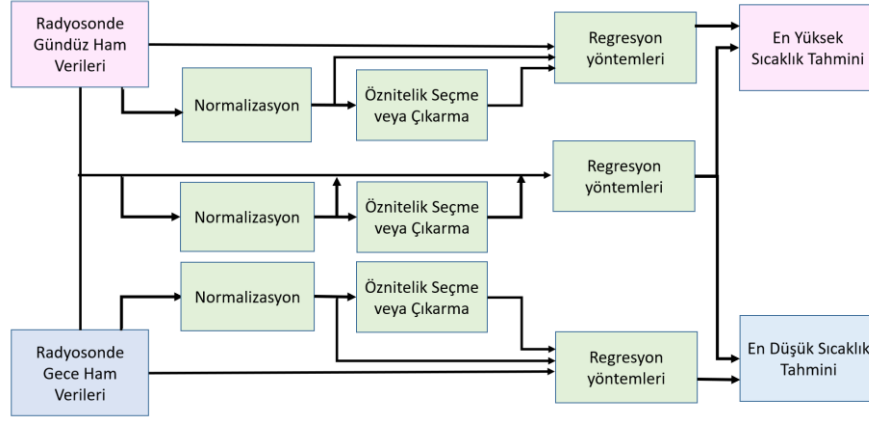 Radyosonde
Gündüz Ham
Verileri
Normalizasyon
Öznitelik Seçme
veya Çıkarma
Regresyon
yöntemleri
En Yüksek
Sıcaklık Tahmini
Normalizasyon
Öznitelik Seçme
veya Çıkarma
Regresyon
yöntemleri
Radyosonde
Gece Ham
Verileri
Normalizasyon
Öznitelik Seçme
veya Çıkarma
Regresyon
yöntemleri
En Düşük Sıcaklık
Tahmini